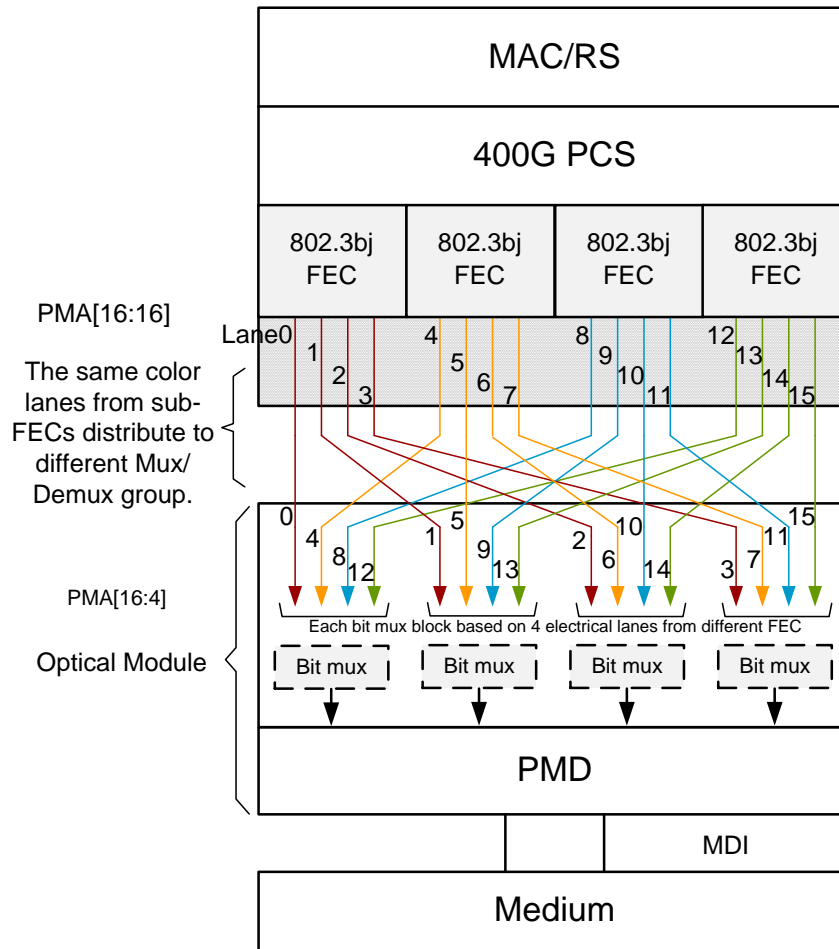 MAC/RS
400G PCS
802.3bj FEC
802.3bj FEC
802.3bj FEC
802.3bj FEC
PMA[16:16]
Lane0
1
2
3
4
5
6
7
8
9
10
11
12
13
14
15
The same color
lanes from sub-
FECs distribute to
different Mux/
Demux group.
0
4
8
12
1
5
9
13
2
6
10
14
3
7
11
15
PMA[16:4]
Each bit mux block based on 4 electrical lanes from different FEC
Optical Module
Bit mux
Bit mux
Bit mux
Bit mux
PMD
MDI
Medium